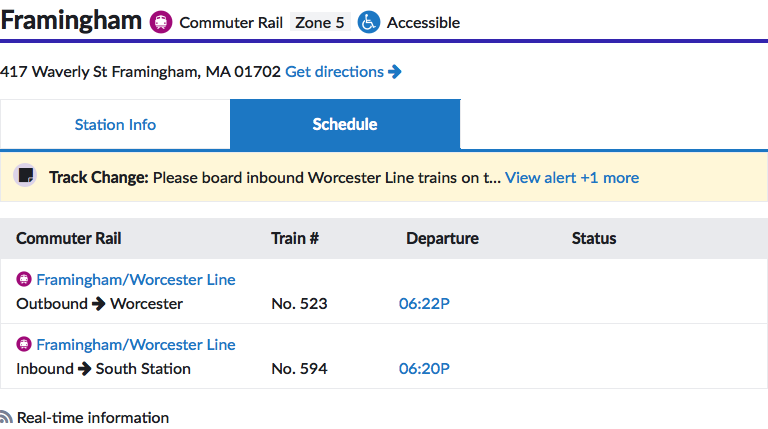 Framingham Commuter Rail Zone 5 Accessible
417 Waverly St Framingham, MA 01702 Get directions
Station Info Schedule
Track Change: Please board inbound Worcester Line trains on t... View alert +1 more
Commuter Rail Train # Departure Status
Framingham/Worcester Line
Outbound Worcester No. 523 06:22P
Framingham/Worcester Line
Inbound South Station No. 594 06:20P
Real-time information